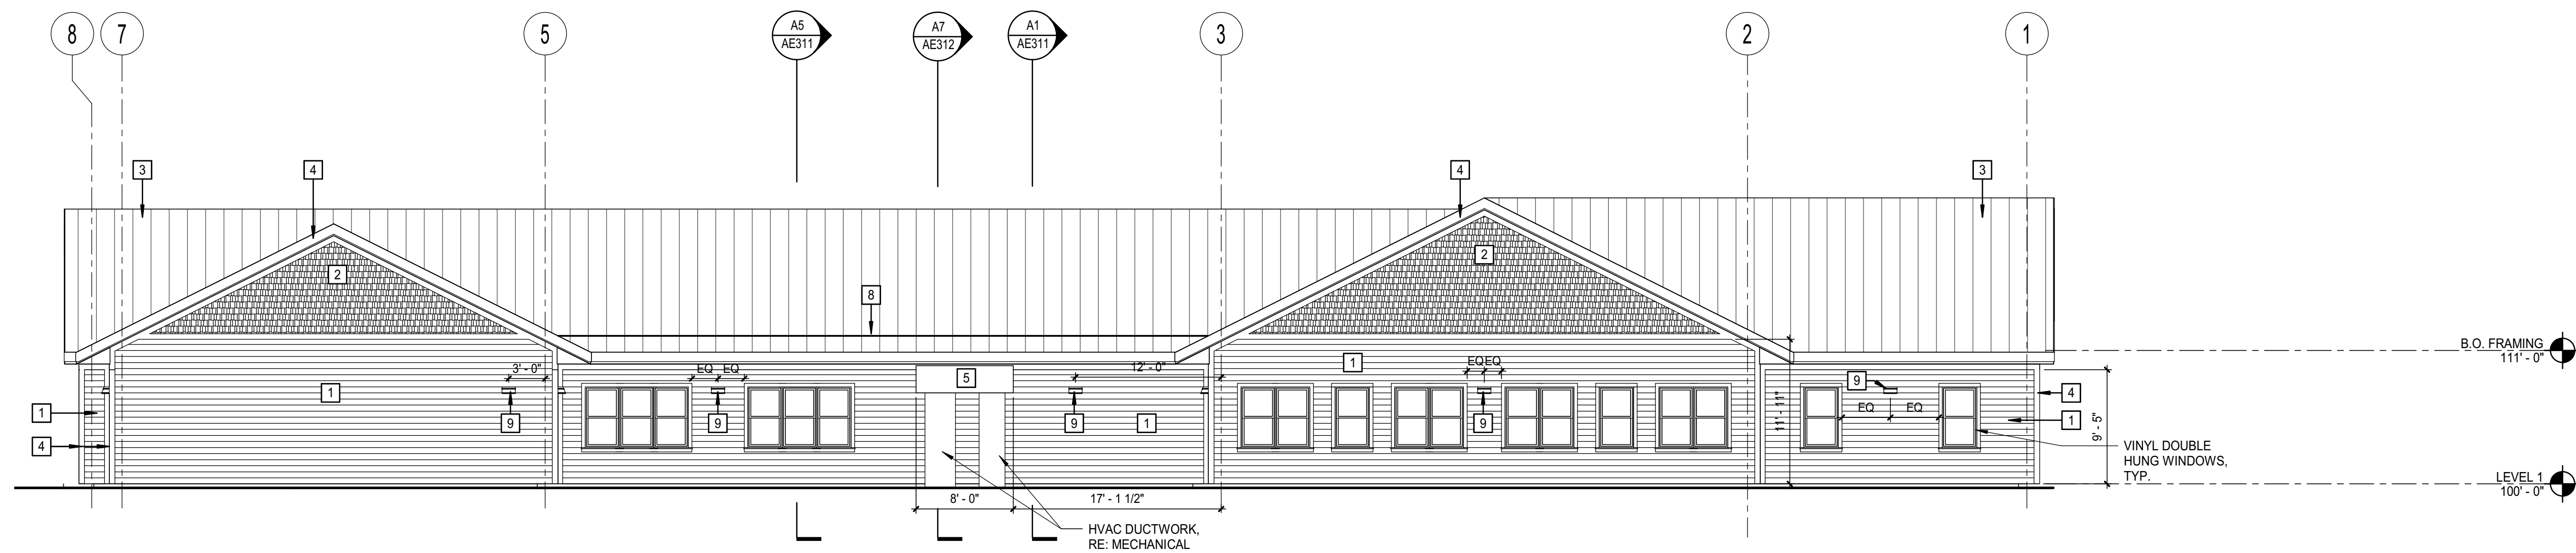 8
7
5
A5
AE311
A7
AE312
A1
AE311
3
2
1
3
4
4
3
2
2
8
B.O. FRAMING
111' - 0"
3' - 0"
EQ
EQ
12' - 0"
EQ
EQ
1
5
9
1
4
1
9
9
9
1
9
EQ
EQ
1
11' - 11"
9' - 5"
4
VINYL DOUBLE
HUNG WINDOWS,
TYP.
LEVEL 1
100' - 0"
8' - 0"
17' - 1 1/2"
HVAC DUCTWORK,
RE: MECHANICAL